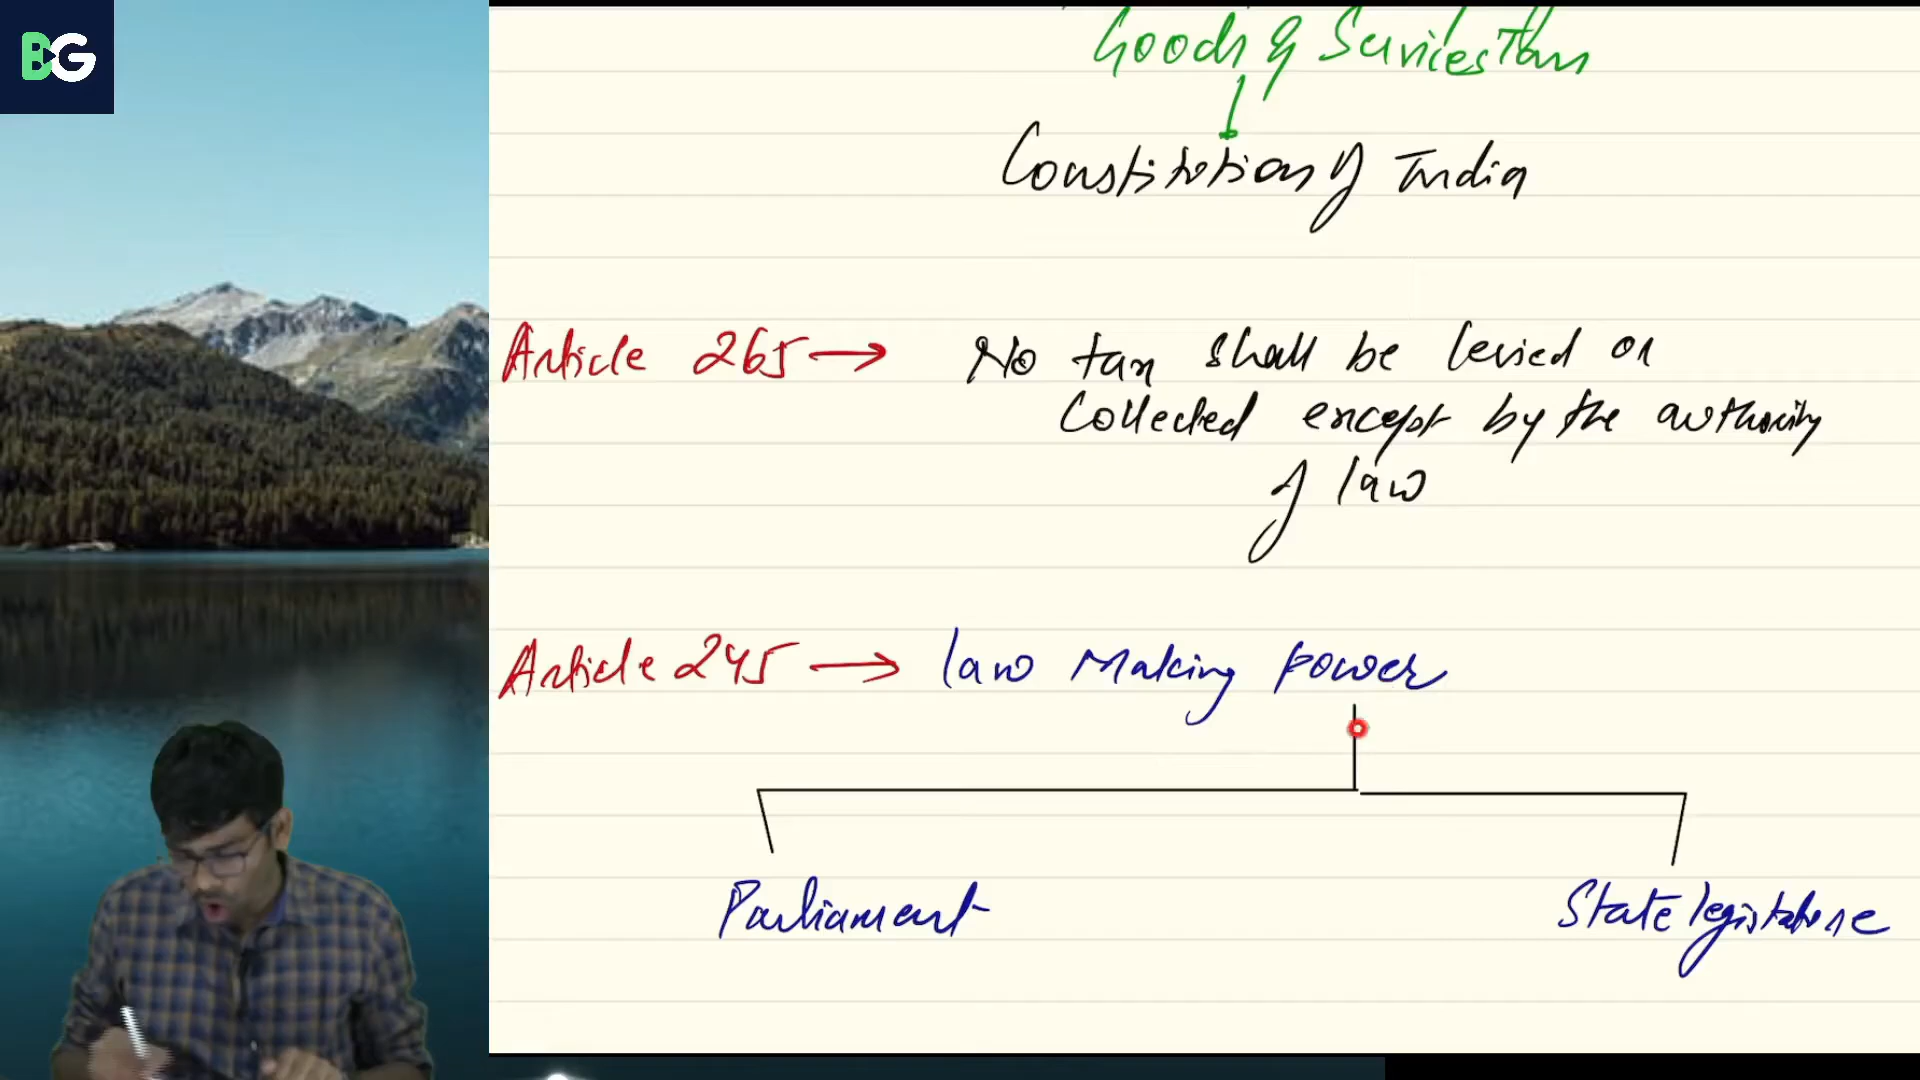 BG
Goods & Services Tax
Constitution of India
Article 265 → No tax shall be levied or
collected except by the authority
of law
Article 245 → law Making power
Parliament
State legislature